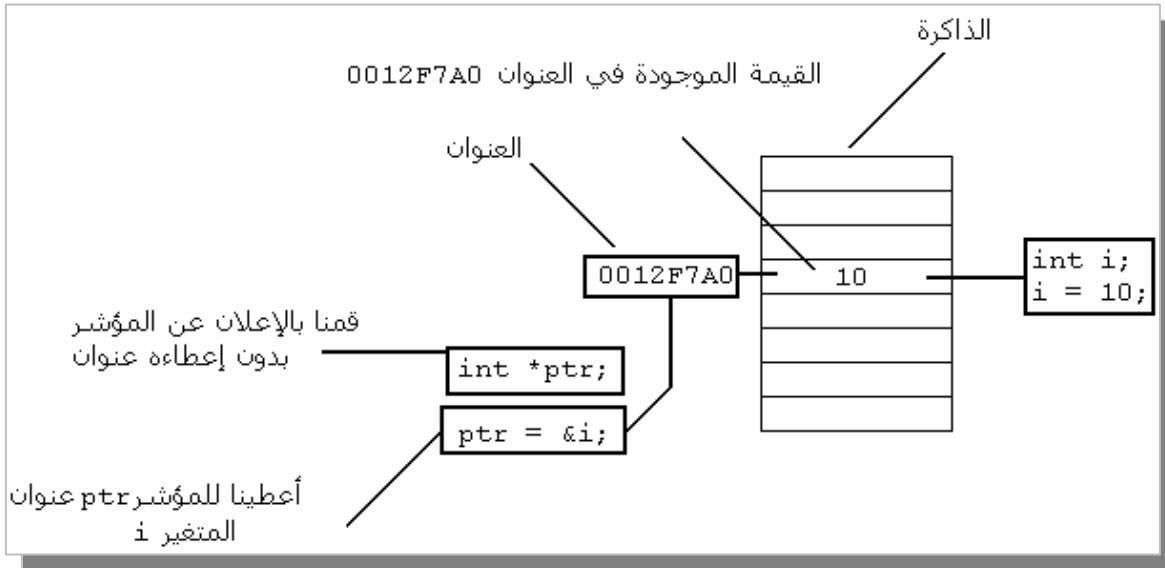 الذاكرة
القيمة الموجودة في العنوان 0012F7A0
العنوان
0012F7A0
10
int i;
i = 10;
قمنا بالإعلان عن المؤشر
بدون إعطاءه عنوان
int *ptr;
ptr = &i;
أعطينا للمؤشر ptr عنوان
المتغير i